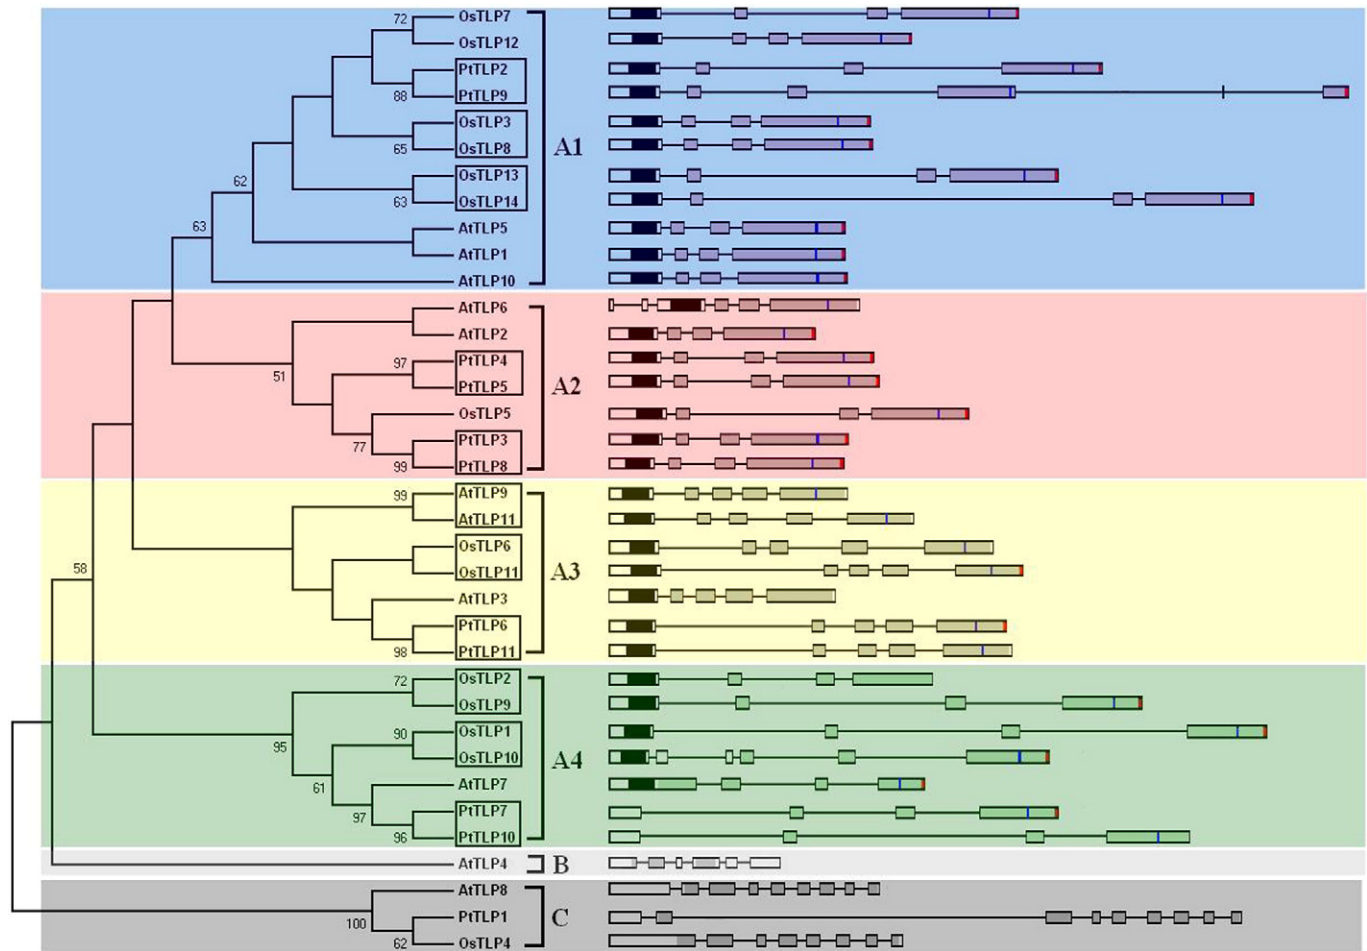 72 OsTLP7
OsTLP12
PtTLP2
88 PtTLP9
OsTLP3
65 OsTLP8
A1
62 OsTLP13
63 OsTLP14
63 AtTLP5
AtTLP1
AtTLP10
AtTLP6
AtTLP2
97 PtTLP4
51 PtTLP5
A2
OsTLP5
77 PtTLP3
99 PtTLP8
99 AtTLP9
AtTLP11
OsTLP6
OsTLP11
A3
58 AtTLP3
PtTLP6
98 PtTLP11
72 OsTLP2
OsTLP9
90 OsTLP1
95 OsTLP10
A4
61 AtTLP7
97 PtTLP7
96 PtTLP10
AtTLP4 B
AtTLP8
100 PtTLP1 C
62 OsTLP4